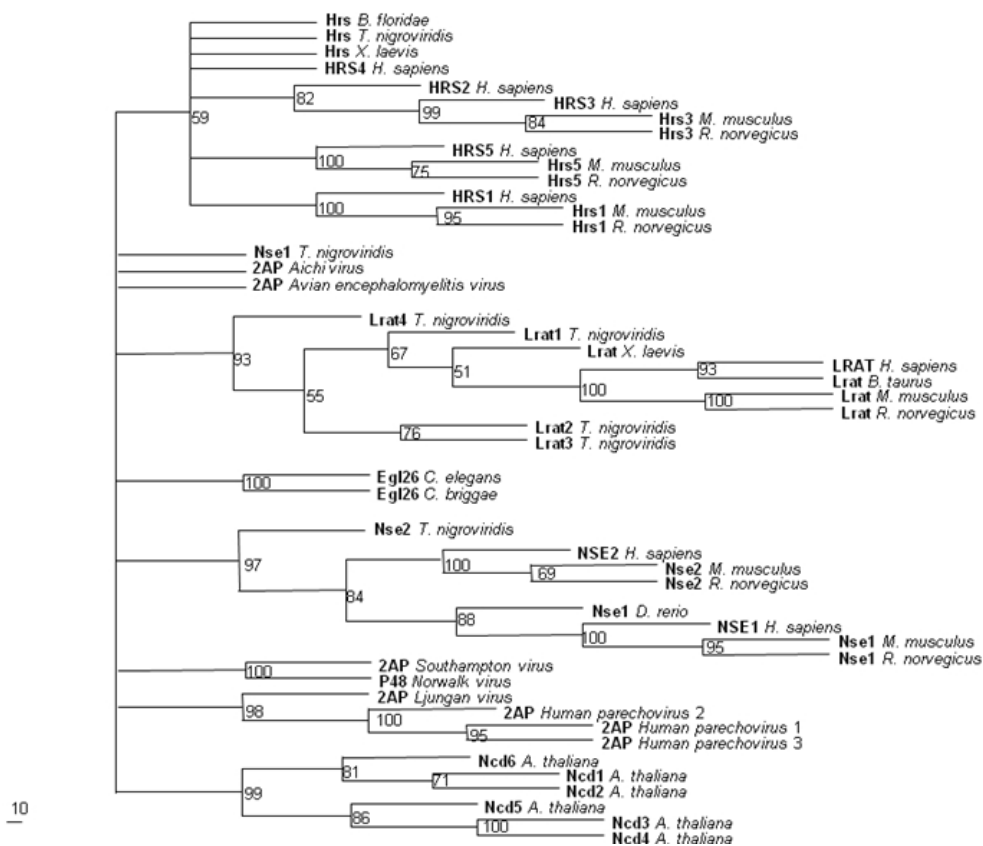 Hrs B. floridae
Hrs T. nigroviridis
Hrs X. laevis
HRS4 H. sapiens
HRS2 H. sapiens
82
HRS3 H. sapiens
99
Hrs3 M. musculus
84
59
Hrs3 R. norvegicus
HRS5 H. sapiens
100
Hrs5 M. musculus
75
Hrs5 R. norvegicus
HRS1 H. sapiens
100
Hrs1 M. musculus
95
Hrs1 R. norvegicus
Nse1 T. nigroviridis
2AP Aichi virus
2AP Avian encephalomyelitis virus
Lrat4 T. nigroviridis
Lrat1 T. nigroviridis
93
67
Lrat X. laevis
51
LRAT H. sapiens
93
Lrat B. taurus
55
100
Lrat M. musculus
100
Lrat R. norvegicus
Lrat2 T. nigroviridis
76
Lrat3 T. nigroviridis
Egl26 C. elegans
100
Egl26 C. briggae
Nse2 T. nigroviridis
97
NSE2 H. sapiens
100
Nse2 M. musculus
69
Nse2 R. norvegicus
84
Nse1 D. rerio
88
NSE1 H. sapiens
100
Nse1 M. musculus
95
Nse1 R. norvegicus
2AP Southampton virus
100
P48 Norwalk virus
2AP Ljungan virus
98
2AP Human parechovirus 2
100
2AP Human parechovirus 1
95
2AP Human parechovirus 3
Ncd6 A. thaliana
81
Ncd1 A. thaliana
71
Ncd2 A. thaliana
99
Ncd5 A. thaliana
86
Ncd3 A. thaliana
100
Ncd4 A. thaliana
10